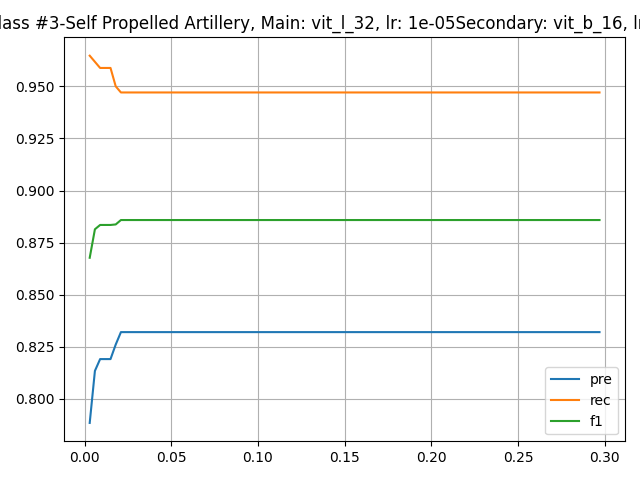 lass #3-Self Propelled Artillery, Main: vit_l_32, lr: 1e-05Secondary: vit_b_16, l
0.950
0.925
0.900
0.875
0.850
0.825
0.800
pre
rec
f1
0.00 0.05 0.10 0.15 0.20 0.25 0.30